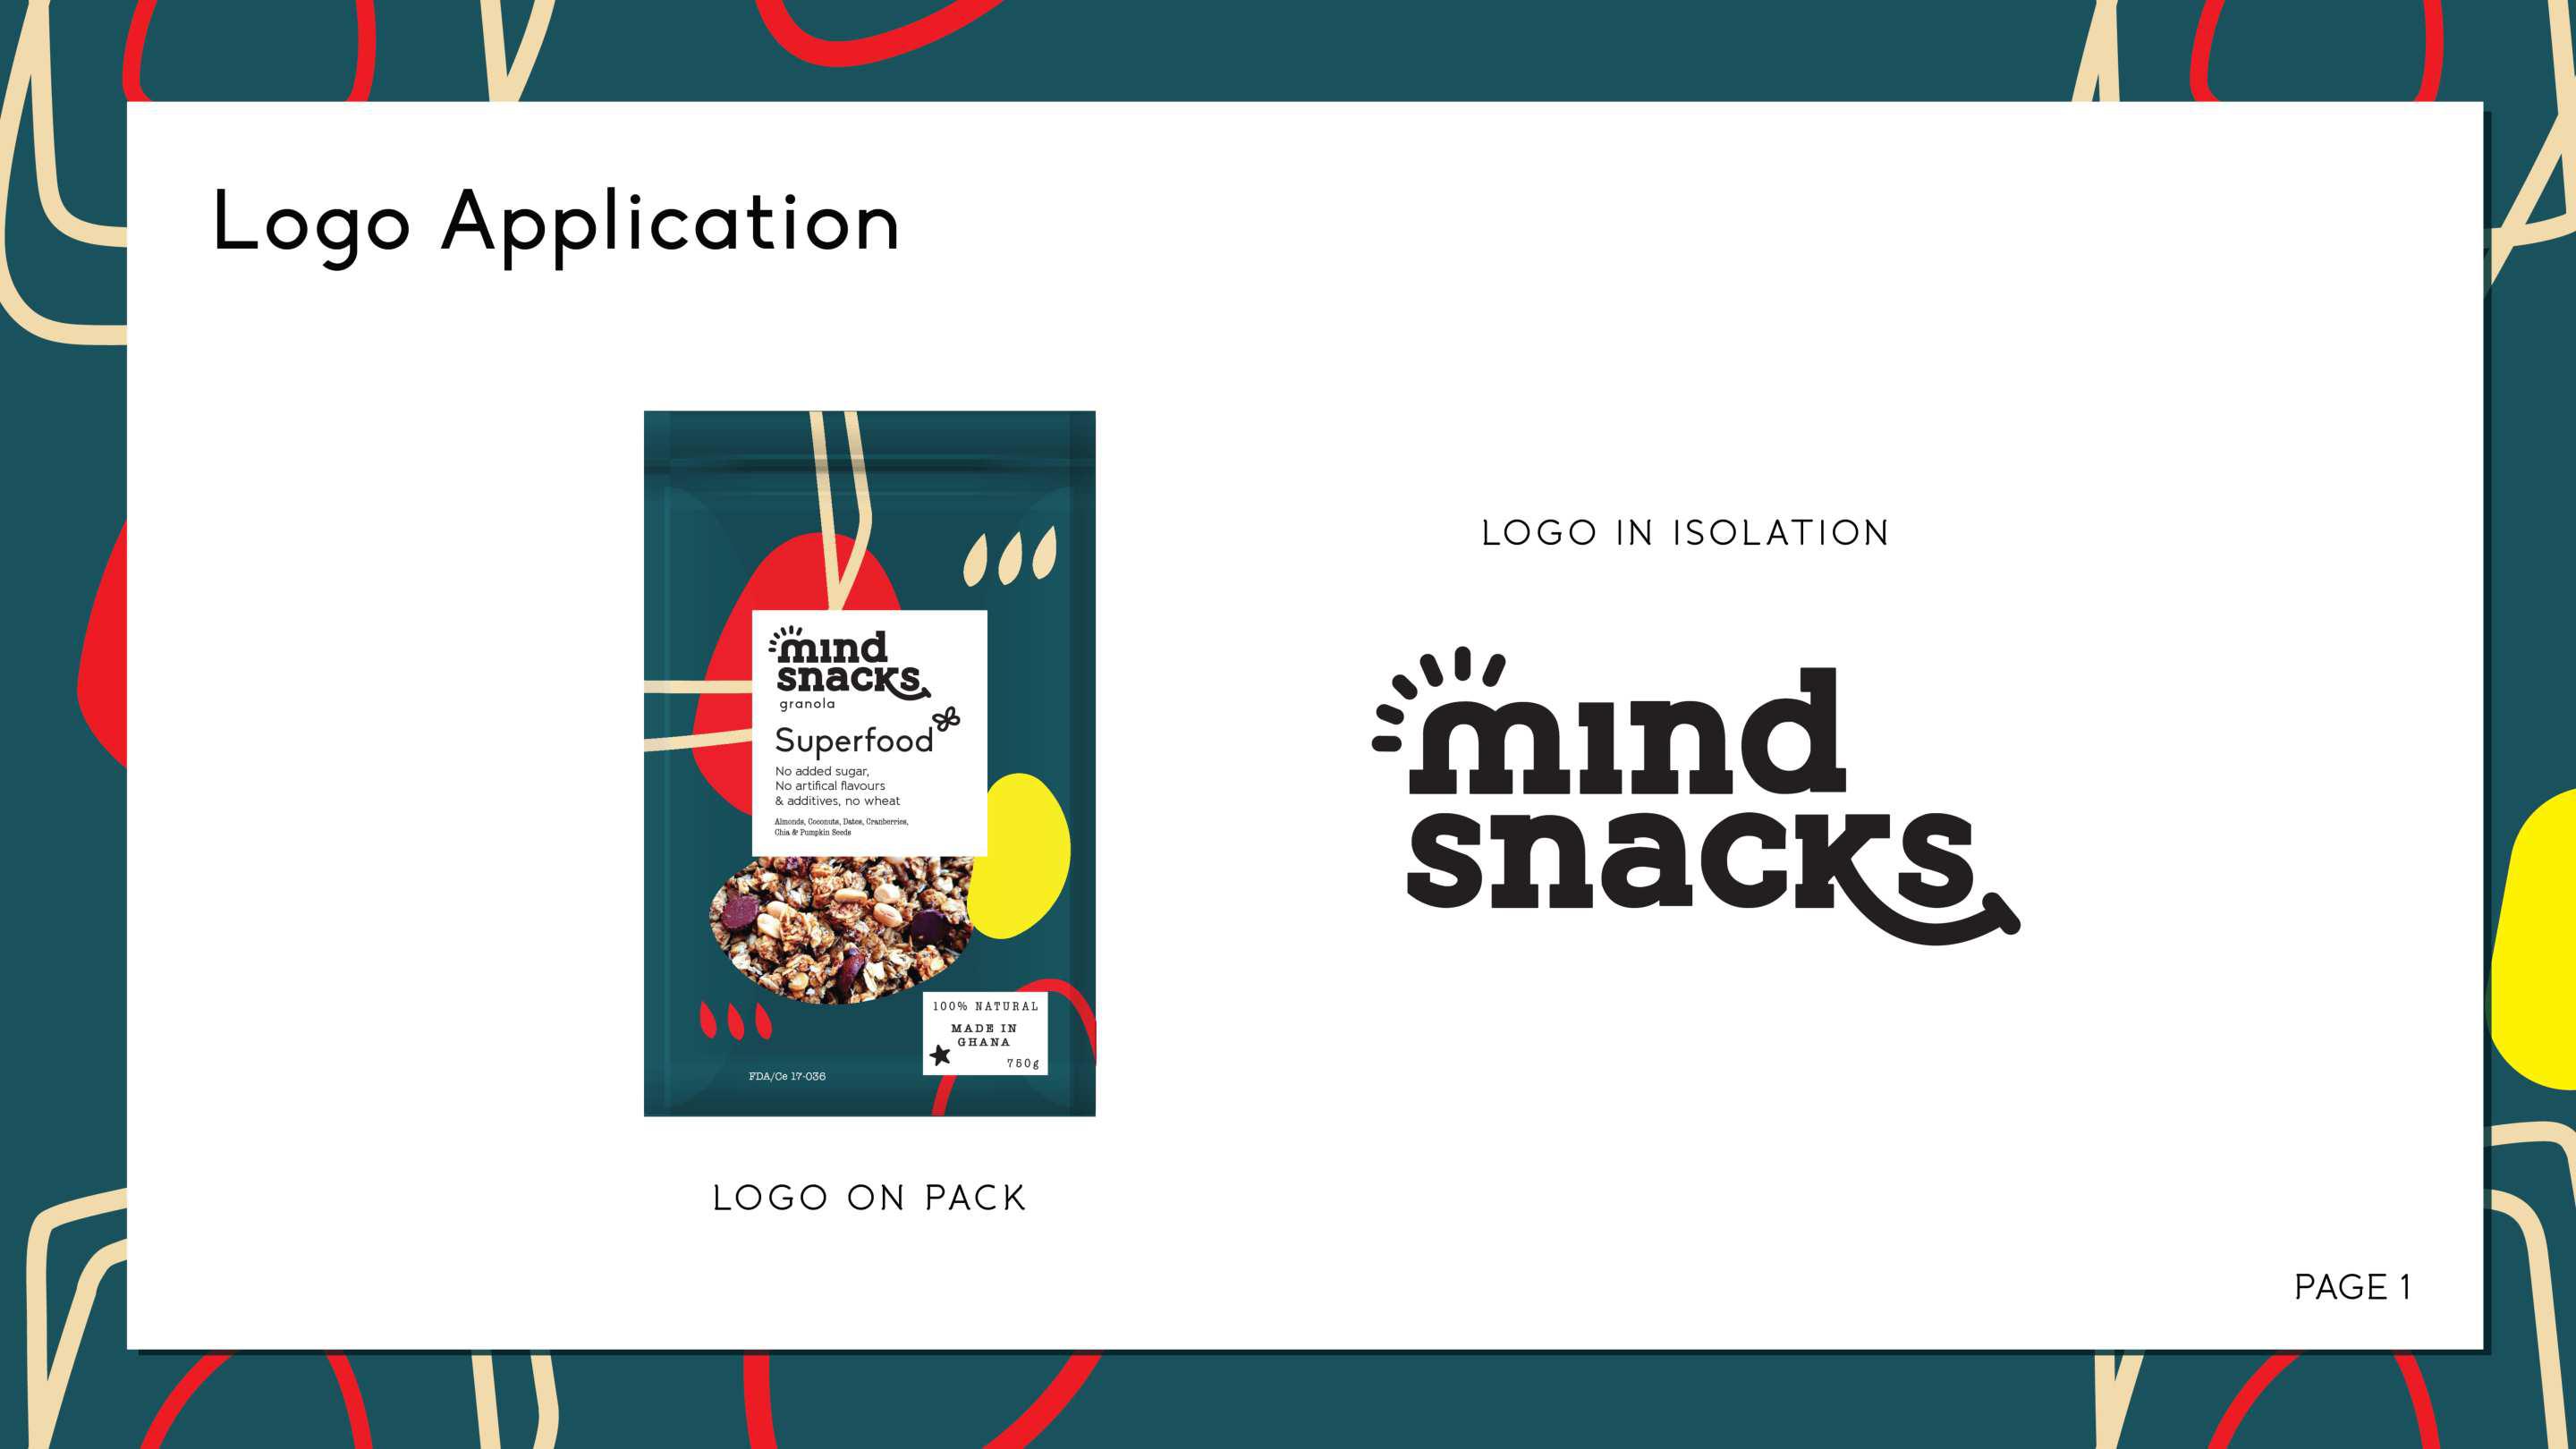 Logo Application
mind
snacks
granola
Superfood
No added sugar,
No artifical flavours
& additives, no wheat
Almonds, Coconuts, Dates, Cranberries,
Chia & Pumpkin Seeds
100% NATURAL
MADE IN
GHANA
750g
FDA/Ce 17-036
LOGO ON PACK
LOGO IN ISOLATION
mind
snacks
PAGE 1